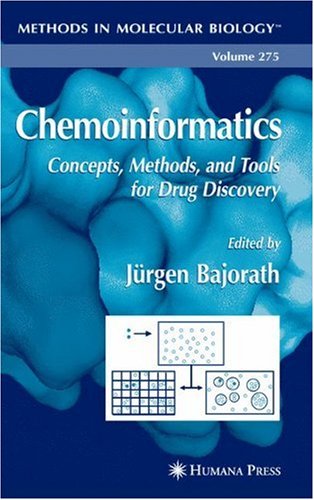 METHODS IN MOLECULAR BIOLOGY™
Volume 275
Chemoinformatics
Concepts, Methods, and Tools
for Drug Discovery
Edited by
Jürgen Bajorath
HUMANA PRESS